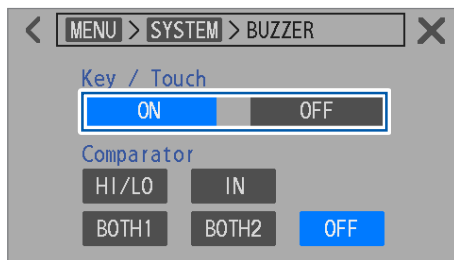 MENU > SYSTEM > BUZZER
Key / Touch
ON OFF
Comparator
HI/LO IN
BOTH1 BOTH2 OFF